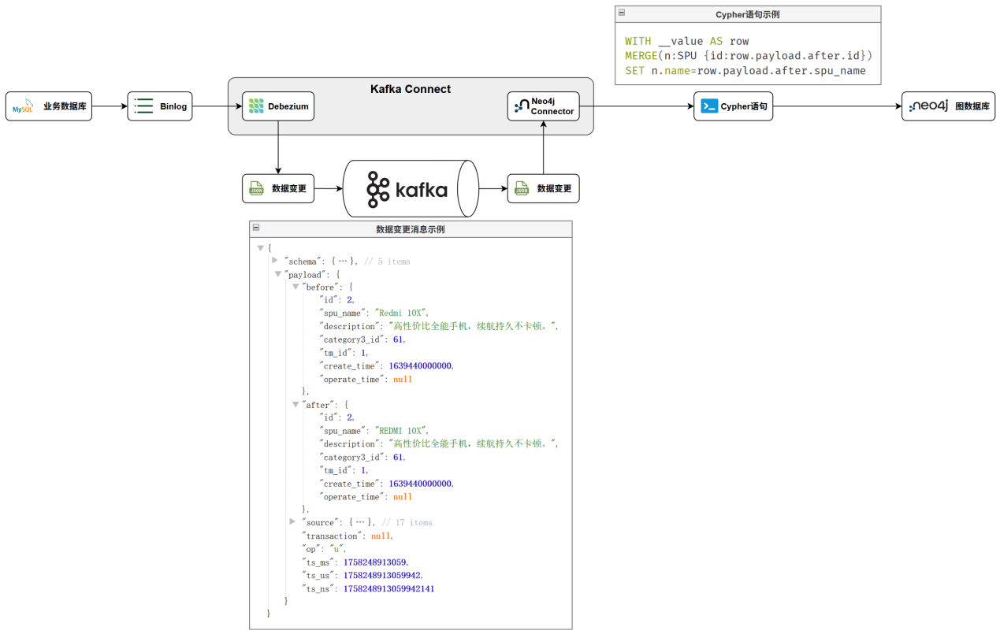 Cypher语句示例
WITH __value AS row
MERGE(n:SPU {id:row.payload.after.id})
SET n.name=row.payload.after.spu_name
Kafka Connect
MySQL 业务数据库
Binlog
Debezium
Neo4j
Connector
Cypher语句
neo4j 图数据库
JSON 数据变更
kafka
JSON 数据变更
数据变更消息示例
{
"schema": { ··· }, // 5 items
"payload": {
"before": {
"id": 2,
"spu_name": "Redmi 10X",
"description": "高性价比全能手机，续航持久不卡顿。",
"category3_id": 61,
"tm_id": 1,
"create_time": 1639440000000,
"operate_time": null
},
"after": {
"id": 2,
"spu_name": "REDMI 10X",
"description": "高性价比全能手机，续航持久不卡顿。",
"category3_id": 61,
"tm_id": 1,
"create_time": 1639440000000,
"operate_time": null
},
"source": { ··· }, // 17 items
"transaction": null,
"op": "u",
"ts_ms": 1758248913059,
"ts_us": 1758248913059942,
"ts_ns": 1758248913059942141
}
}